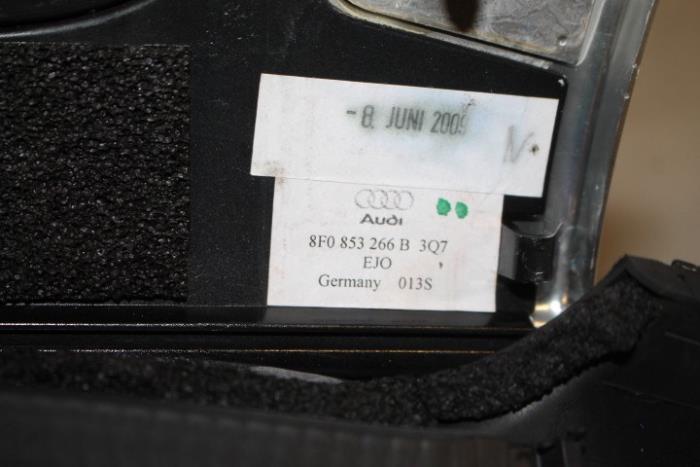 -8. JUNI 2009
N
Audi
8F0 853 266 B 3Q7
EJO
Germany 013S